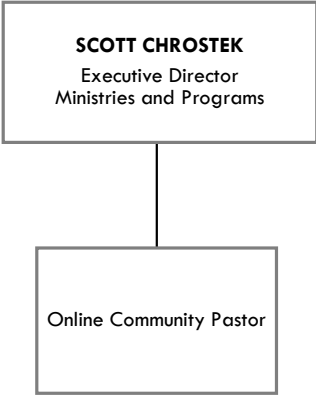 SCOTT CHROSTEK
Executive Director
Ministries and Programs
Online Community Pastor